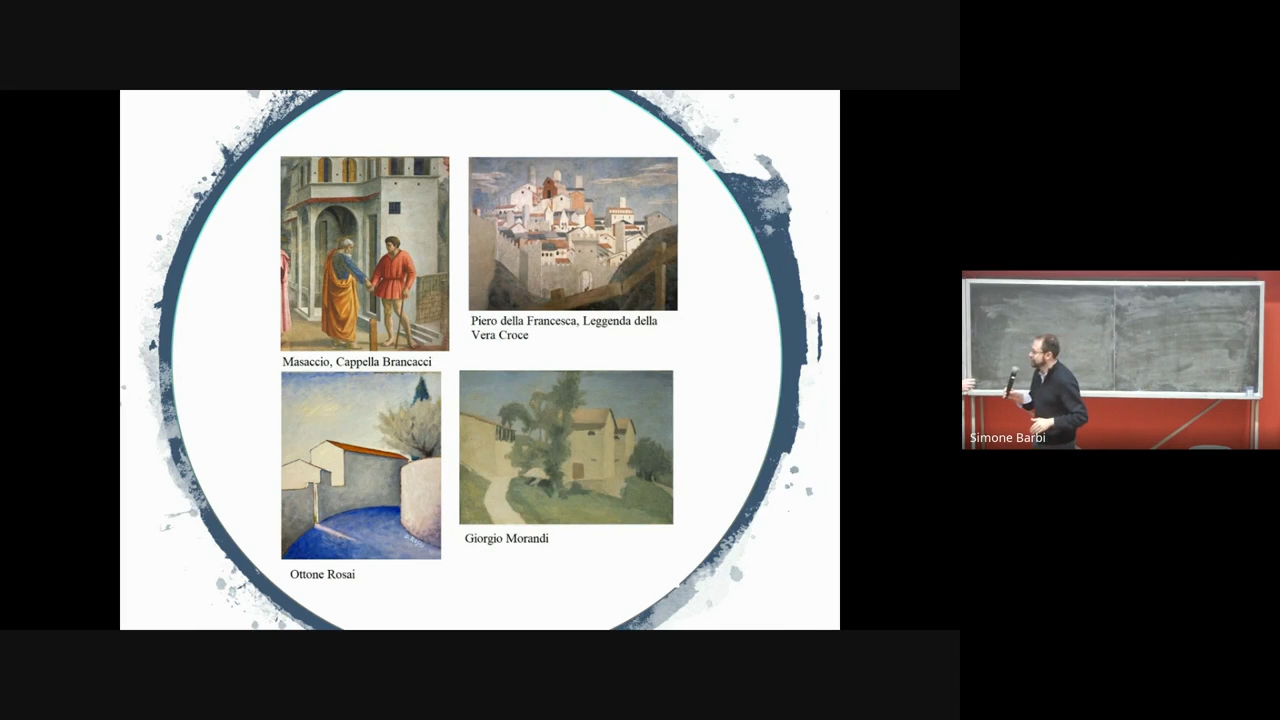 Piero della Francesca, Leggenda della
Vera Croce
Masaccio, Cappella Brancacci
Giorgio Morandi
Ottone Rosai
Simone Barbi